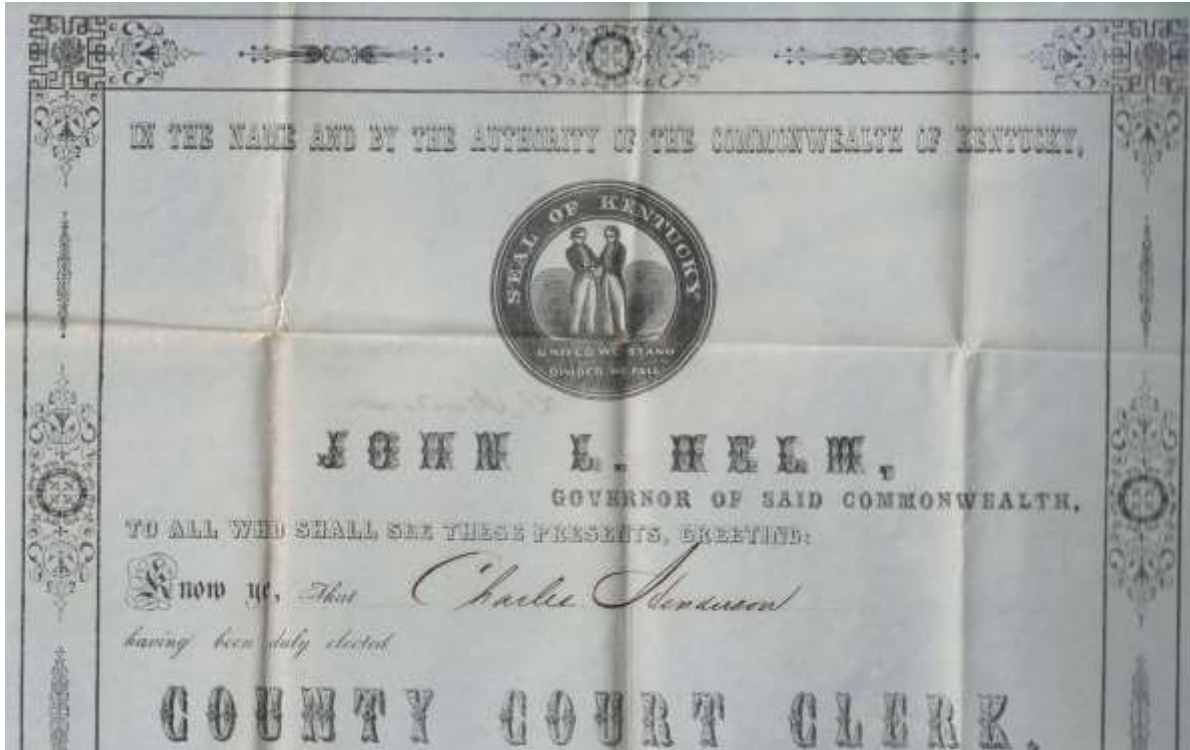 IN THE NAME AND BY THE AUTHORITY OF THE COMMONWEALTH OF KENTUCKY,
SEAL OF KENTUCKY
UNITED WE STAND
DIVIDED WE FALL
JOHN L. HELM,
GOVERNOR OF SAID COMMONWEALTH,
TO ALL WHO SHALL SEE THESE PRESENTS, GREETING:
Know ye, That Charles Henderson
having been duly elected
COUNTY COURT CLERK,